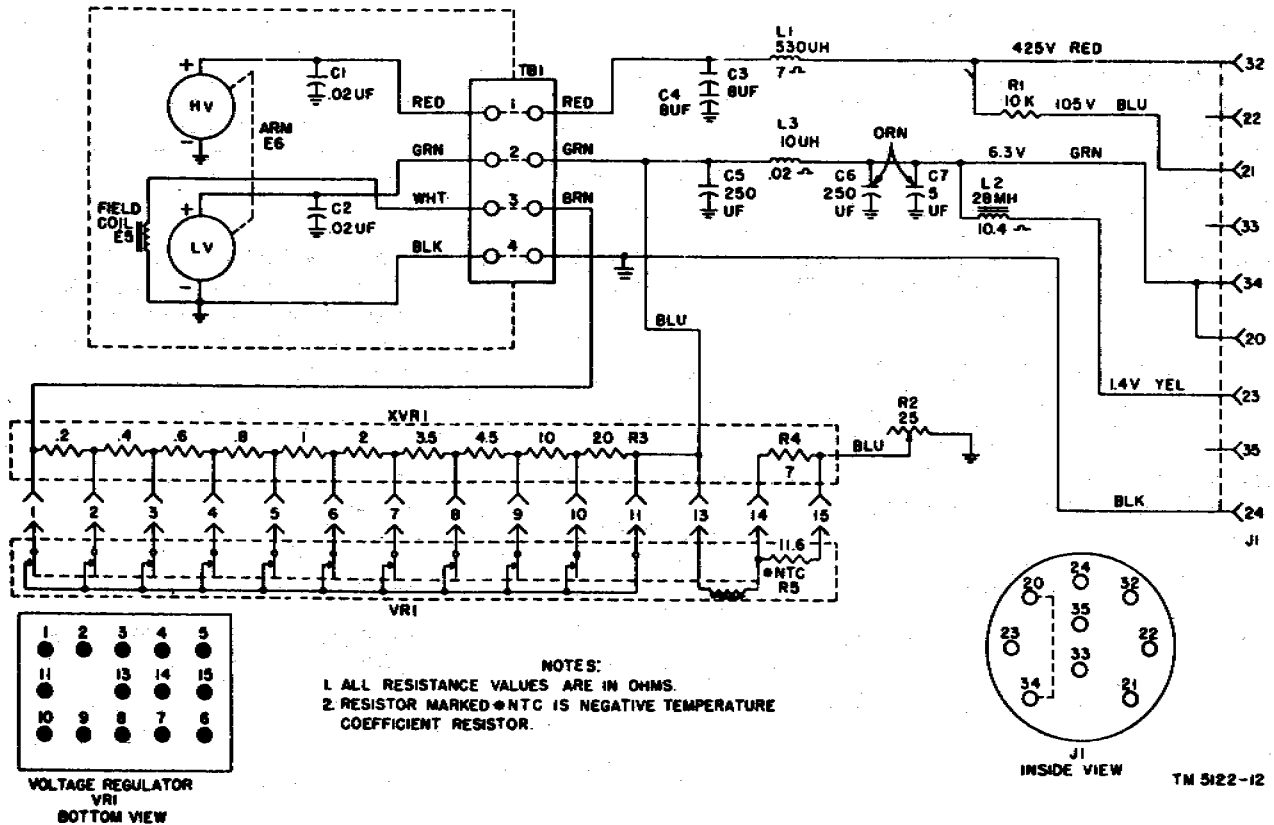 L1
530UH
7 Ω
425V RED
32
TB1
C1
.02UF
C3
8UF
C4
8UF
+
HV
-
ARM
E6
RED
1
RED
R1
10 K
105 V
BLU
22
L3
10UH
.02 Ω
ORN
GRN
2
GRN
6.3 V
GRN
21
C5
250
UF
C6
250
UF
C7
5
UF
L2
28MH
10.4 Ω
WHT
3
BRN
33
FIELD
COIL
E5
+
LV
-
C2
.02UF
BLK
4
34
BLU
20
1.4V YEL
23
XVR1
R2
25
.2 .4 .6 .8 1 2 3.5 4.5 10 20 R3
R4
7
BLU
35
BLK
24
J1
1 2 3 4 5 6 7 8 9 10 11 13 14 15
11.6
*NTC
R5
VR1
1 2 3 4 5
11 13 14 15
10 9 8 7 6
VOLTAGE REGULATOR
VR1
BOTTOM VIEW
NOTES:
1. ALL RESISTANCE VALUES ARE IN OHMS.
2. RESISTOR MARKED *NTC IS NEGATIVE TEMPERATURE
COEFFICIENT RESISTOR.
24
20
32
35
23
22
33
34
21
J1
INSIDE VIEW
TM 5122-12